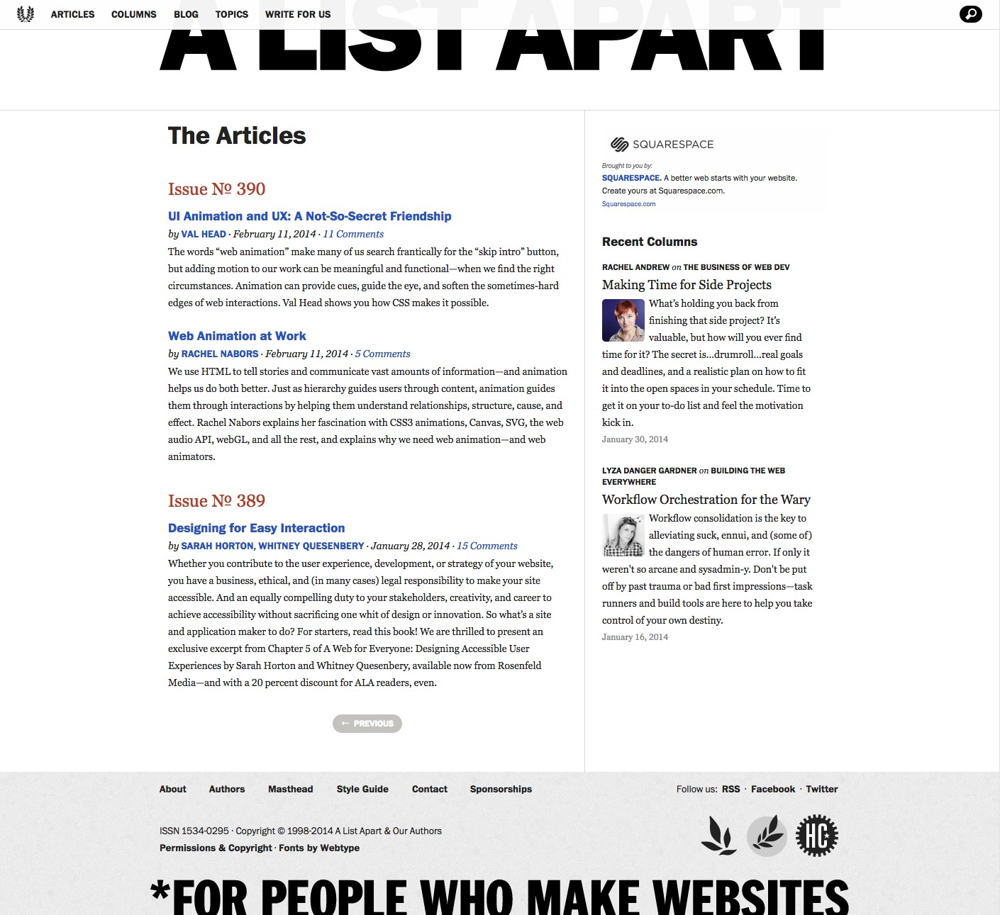 ARTICLES COLUMNS BLOG TOPICS WRITE FOR US
A LIST APART
The Articles
Issue № 390
UI Animation and UX: A Not-So-Secret Friendship
by VAL HEAD · February 11, 2014 · 11 Comments
The words “web animation” make many of us search frantically for the “skip intro” button,
but adding motion to our work can be meaningful and functional—when we find the right
circumstances. Animation can provide cues, guide the eye, and soften the sometimes-hard
edges of web interactions. Val Head shows you how CSS makes it possible.
Web Animation at Work
by RACHEL NABORS · February 11, 2014 · 5 Comments
We use HTML to tell stories and communicate vast amounts of information—and animation
helps us do both better. Just as hierarchy guides users through content, animation guides
them through interactions by helping them understand relationships, structure, cause, and
effect. Rachel Nabors explains her fascination with CSS3 animations, Canvas, SVG, the web
audio API, webGL, and all the rest, and explains why we need web animation—and web
animators.
Issue № 389
Designing for Easy Interaction
by SARAH HORTON, WHITNEY QUESENBERY · January 28, 2014 · 15 Comments
Whether you contribute to the user experience, development, or strategy of your website,
you have a business, ethical, and (in many cases) legal responsibility to make your site
accessible. And an equally compelling duty to your stakeholders, creativity, and career to
achieve accessibility without sacrificing one whit of design or innovation. So what’s a site
and application maker to do? For starters, read this book! We are thrilled to present an
exclusive excerpt from Chapter 5 of A Web for Everyone: Designing Accessible User
Experiences by Sarah Horton and Whitney Quesenbery, available now from Rosenfeld
Media—and with a 20 percent discount for ALA readers, even.
← PREVIOUS
SQUARESPACE
Brought to you by:
SQUARESPACE. A better web starts with your website.
Create yours at Squarespace.com.
Squarespace.com
Recent Columns
RACHEL ANDREW on THE BUSINESS OF WEB DEV
Making Time for Side Projects
What’s holding you back from
finishing that side project? It’s
valuable, but how will you ever find
time for it? The secret is…drumroll…real goals
and deadlines, and a realistic plan on how to fit
it into the open spaces in your schedule. Time to
get it on your to-do list and feel the motivation
kick in.
January 30, 2014
LYZA DANGER GARDNER on BUILDING THE WEB
EVERYWHERE
Workflow Orchestration for the Wary
Workflow consolidation is the key to
alleviating suck, ennui, and (some of)
the dangers of human error. If only it
weren't so arcane and sysadmin-y. Don't be put
off by past trauma or bad first impressions—task
runners and build tools are here to help you take
control of your own destiny.
January 16, 2014
About Authors Masthead Style Guide Contact Sponsorships
Follow us: RSS · Facebook · Twitter
ISSN 1534-0295 · Copyright © 1998-2014 A List Apart & Our Authors
Permissions & Copyright · Fonts by Webtype
HC
*FOR PEOPLE WHO MAKE WEBSITES